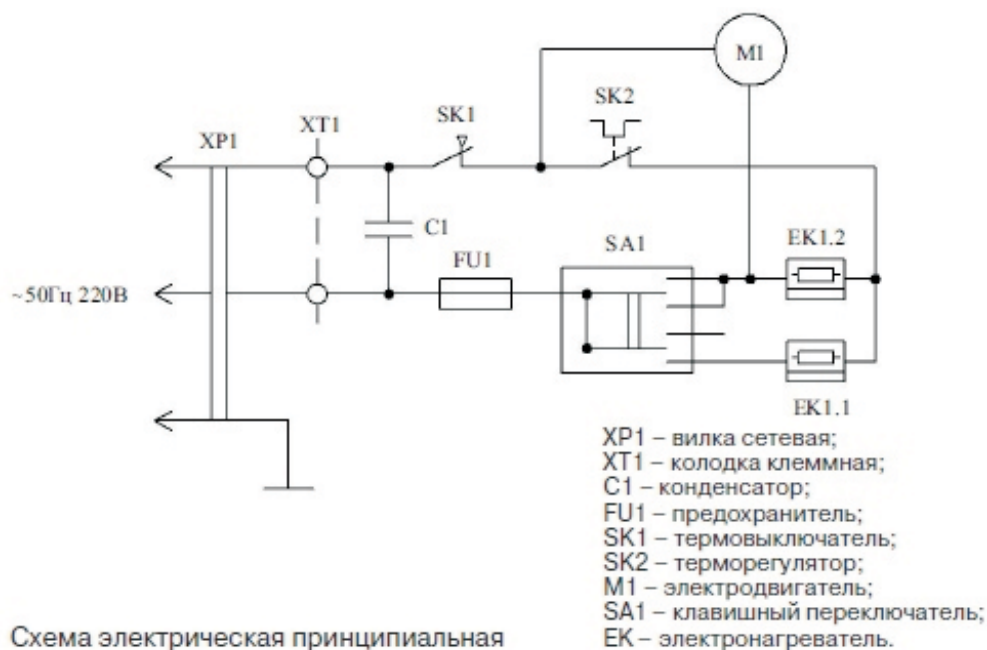 M1
SK2
SK1
XT1
XP1
C1
SA1
EK1.2
FU1
~50Гц 220В
EK1.1
XP1 – вилка сетевая;
XT1 – колодка клеммная;
C1 – конденсатор;
FU1 – предохранитель;
SK1 – термовыключатель;
SK2 – терморегулятор;
M1 – электродвигатель;
SA1 – клавишный переключатель;
EK – электронагреватель.
Схема электрическая принципиальная